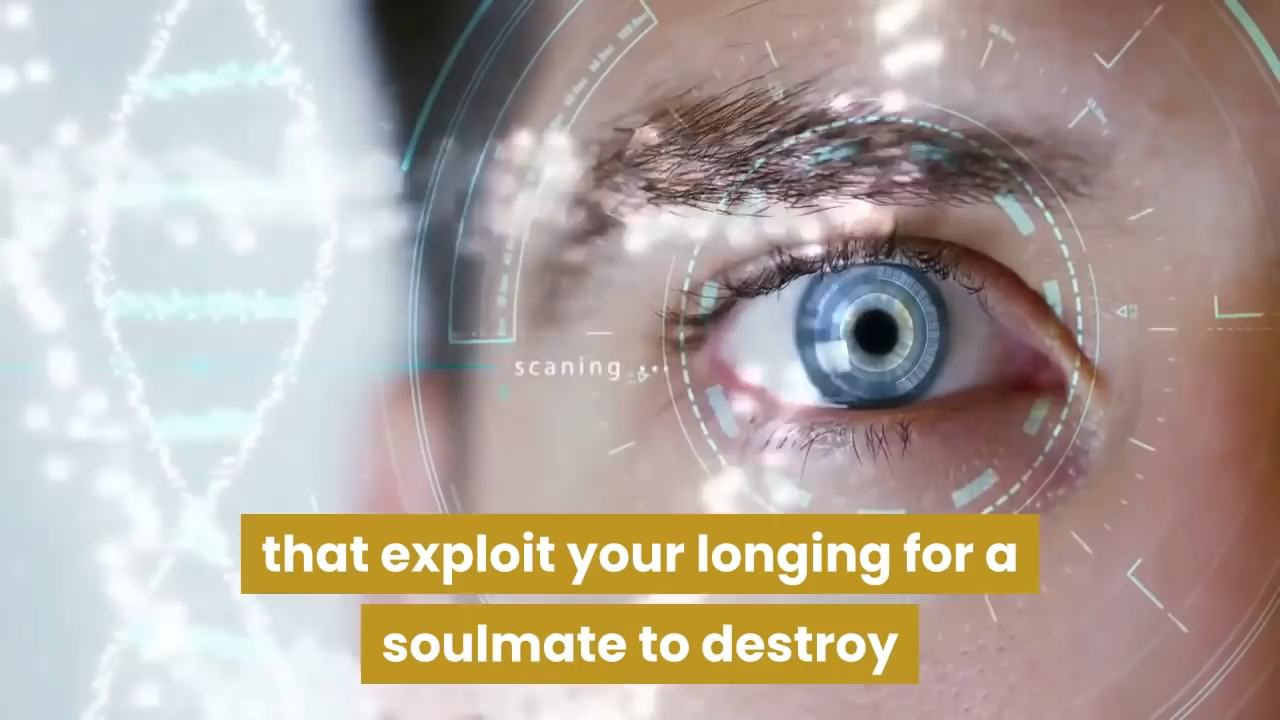 scaning ...
that exploit your longing for a
soulmate to destroy